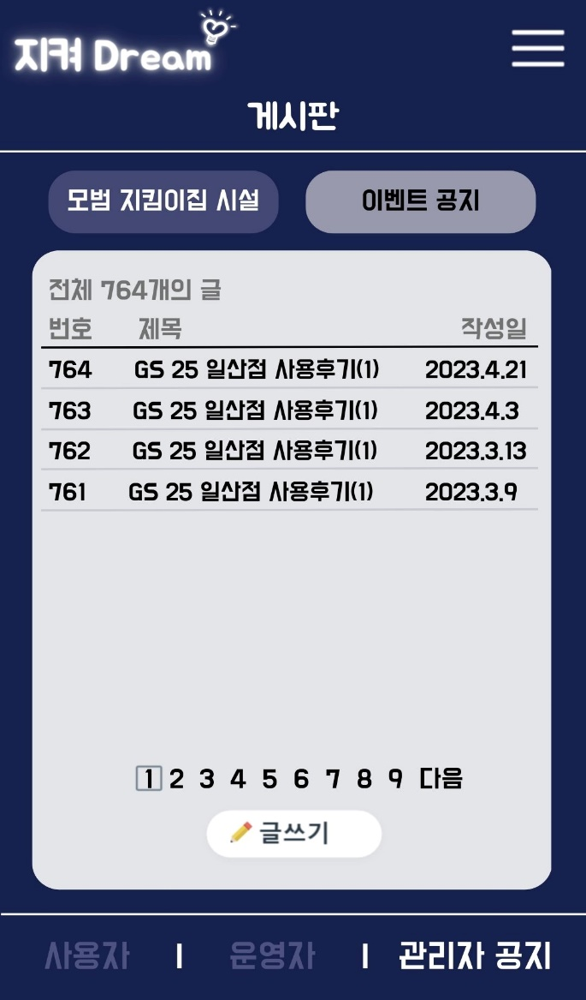 지켜 Dream
게시판
모범 지킴이집 시설 이벤트 공지
전체 764개의 글
번호 제목 작성일
764 GS 25 일산점 사용후기(1) 2023.4.21
763 GS 25 일산점 사용후기(1) 2023.4.3
762 GS 25 일산점 사용후기(1) 2023.3.13
761 GS 25 일산점 사용후기(1) 2023.3.9
1 2 3 4 5 6 7 8 9 다음
글쓰기
사용자 | 운영자 | 관리자 공지